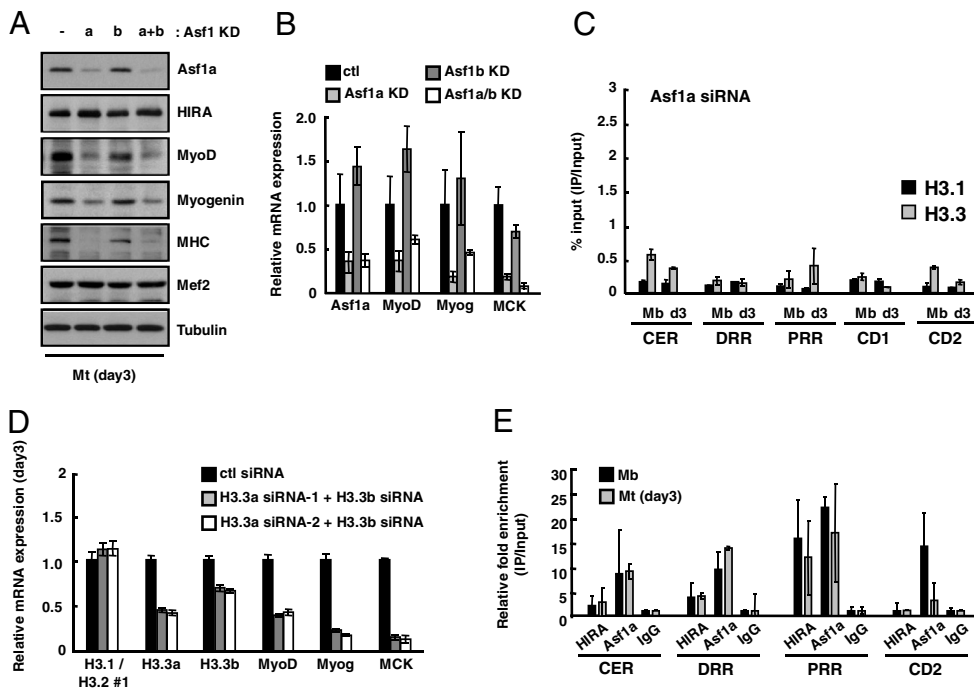 A
- a b a+b : Asf1 KD
Asf1a
HIRA
MyoD
Myogenin
MHC
Mef2
Tubulin
Mt (day3)
B
ctl
Asf1b KD
Asf1a KD
Asf1a/b KD
Relative mRNA expression
2.0
1.5
1.0
0.5
0
Asf1a MyoD Myog MCK
C
Asf1a siRNA
% input (IP/Input)
3
2.5
2
1.5
1
0.5
0
H3.1
H3.3
Mb d3 Mb d3 Mb d3 Mb d3 Mb d3
CER DRR PRR CD1 CD2
D
Relative mRNA expression (day3)
2
1.5
1.0
0.5
0
ctl siRNA
H3.3a siRNA-1 + H3.3b siRNA
H3.3a siRNA-2 + H3.3b siRNA
H3.1 / H3.3a H3.3b MyoD Myog MCK
H3.2 #1
E
Relative fold enrichment
(IP/Input)
30
25
20
15
10
5
0
Mb
Mt (day3)
HIRA Asf1a IgG HIRA Asf1a IgG HIRA Asf1a IgG HIRA Asf1a IgG
CER DRR PRR CD2